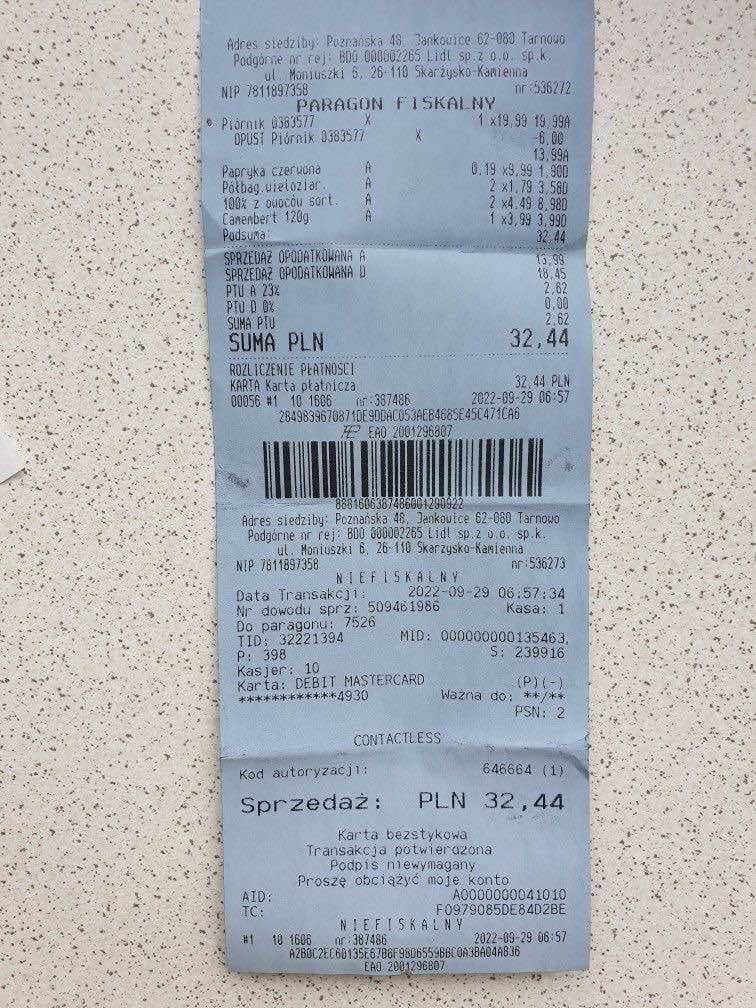 Adres siedziby: Poznańska 48, Jankowice 62-080 Tarnowo
Podgórne nr rej: BDO 000002265 Lidl sp.z o.o. sp.k.
ul. Moniuszki 6, 26-110 Skarżysko-Kamienna
NIP 7811897358 nr:536272
PARAGON FISKALNY
Piórnik 0383577 X 1 x19,99 19,99A
OPUST Piórnik 0383577 X -6,00
13,99A
Papryka czerwona A 0,19 x9,99 1,90D
Półbag.wieloziar. A 2 x1,79 3,58D
100% z owoców sort. A 2 x4,49 8,98D
Camembert 120g A 1 x3,99 3,99D
Podsuma: 32,44
SPRZEDAŻ OPODATKOWANA A 13,99
SPRZEDAŻ OPODATKOWANA D 18,45
PTU A 23% 2,62
PTU D 0% 0,00
SUMA PTU 2,62
SUMA PLN 32,44
ROZLICZENIE PŁATNOŚCI
KARTA Karta płatnicza 32,44 PLN
00056 #1 10 1606 nr:387486 2022-09-29 06:57
2849839670871DE9DDAC053AEB4685E45C471CA6
EAO 2001296807
8881606387486001290922
Adres siedziby: Poznańska 48, Jankowice 62-080 Tarnowo
Podgórne nr rej: BDO 000002265 Lidl sp.z o.o. sp.k.
ul. Moniuszki 6, 26-110 Skarżysko-Kamienna
NIP 7811897358 nr:536273
NIEFISKALNY
Data Transakcji: 2022-09-29 06:57:34
Nr dowodu sprz: 509461986 Kasa: 1
Do paragonu: 7526
TID: 32221394 MID: 000000000135463,
P: 398 S: 239916
Kasjer: 10
Karta: DEBIT MASTERCARD (P)(-)
************4930 Ważna do: **/**
PSN: 2
CONTACTLESS
Kod autoryzacji: 646664 (1)
Sprzedaż: PLN 32,44
Karta bezstykowa
Transakcja potwierdzona
Podpis niewymagany
Proszę obciążyć moje konto
AID: A0000000041010
TC: F0979085DE84D2BE
NIEFISKALNY
#1 10 1606 nr:387486 2022-09-29 06:57
A2B0C2EC6D135E67B6F98D6559BBC0A3BA04A836
EAO 2001296807